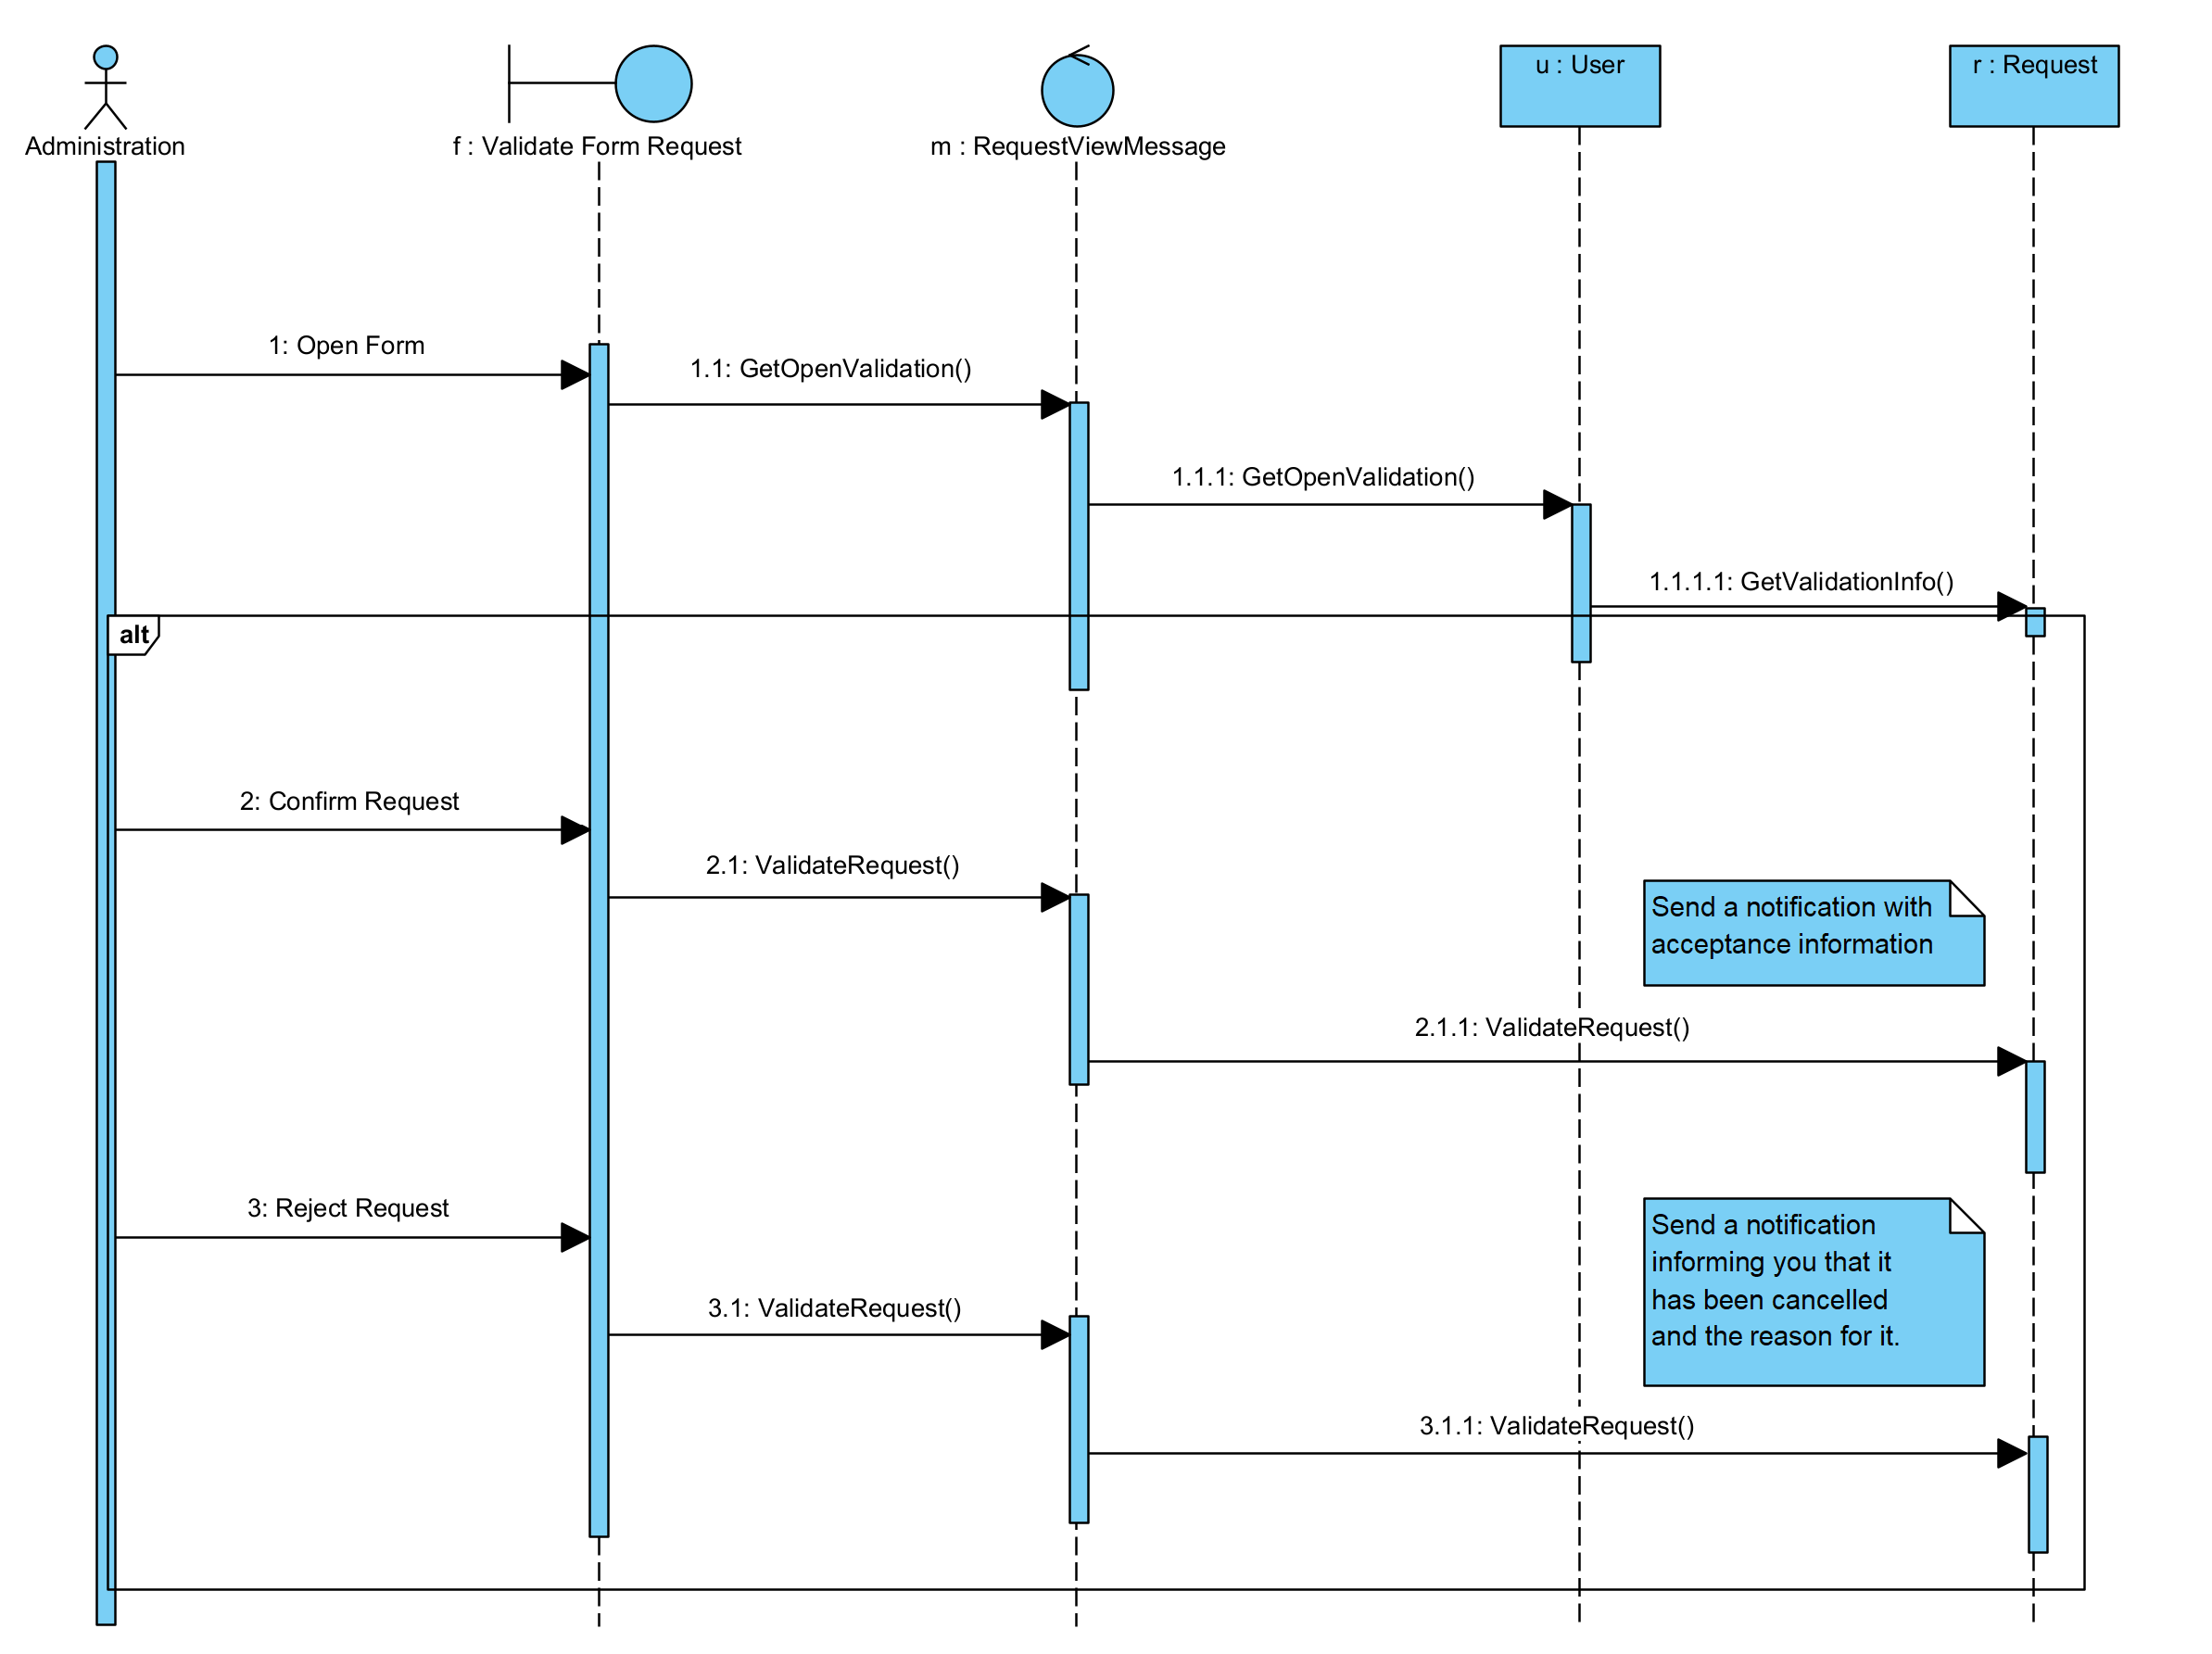 Administration
f : Validate Form Request
m : RequestViewMessage
u : User
r : Request
1: Open Form
1.1: GetOpenValidation()
1.1.1: GetOpenValidation()
1.1.1.1: GetValidationInfo()
alt
2: Confirm Request
2.1: ValidateRequest()
Send a notification with
acceptance information
2.1.1: ValidateRequest()
3: Reject Request
Send a notification
informing you that it
has been cancelled
and the reason for it.
3.1: ValidateRequest()
3.1.1: ValidateRequest()